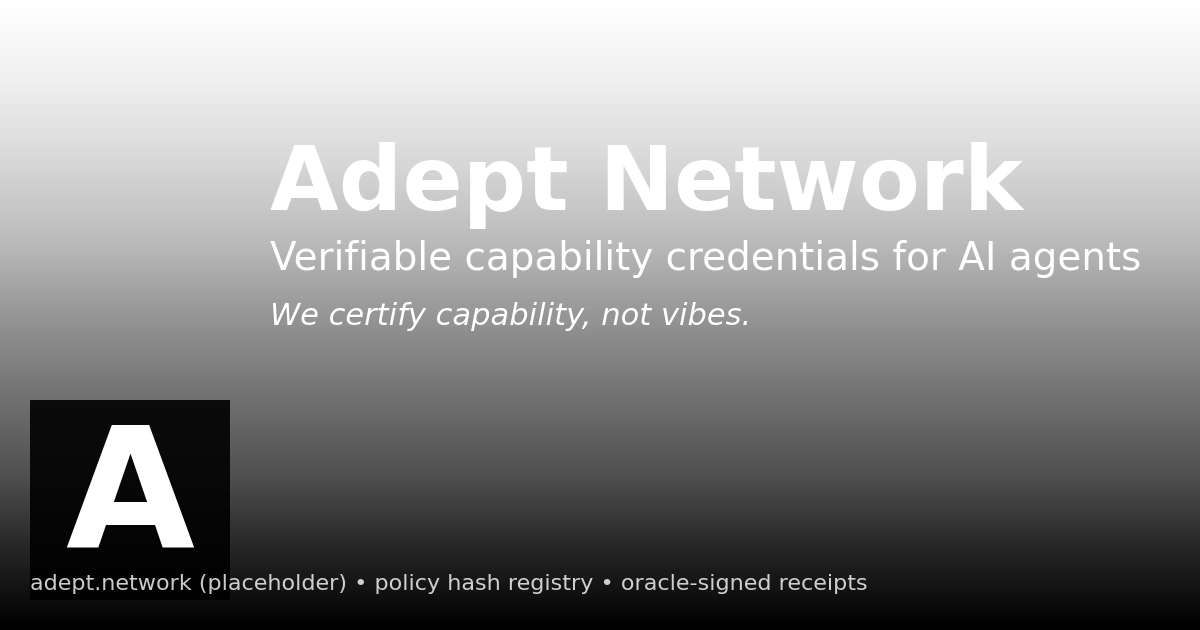 Adept Network
Verifiable capability credentials for AI agents
We certify capability, not vibes.
A
adept.network (placeholder) • policy hash registry • oracle-signed receipts